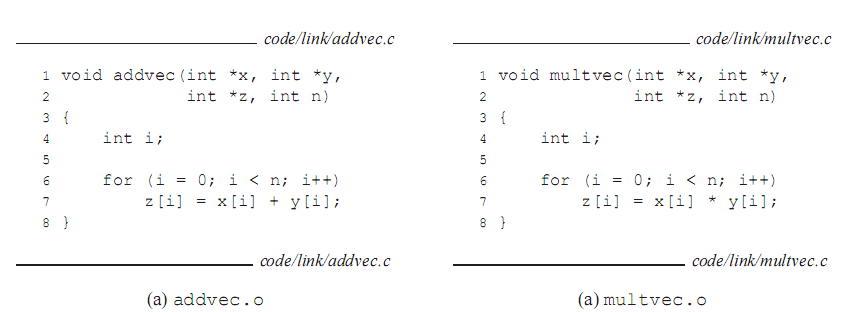 code/link/addvec.c
1 void addvec(int *x, int *y,
2             int *z, int n)
3 {
4     int i;
5
6     for (i = 0; i < n; i++)
7         z[i] = x[i] + y[i];
8 }
code/link/addvec.c
(a) addvec.o
code/link/multvec.c
1 void multvec(int *x, int *y,
2              int *z, int n)
3 {
4     int i;
5
6     for (i = 0; i < n; i++)
7         z[i] = x[i] * y[i];
8 }
code/link/multvec.c
(a) multvec.o